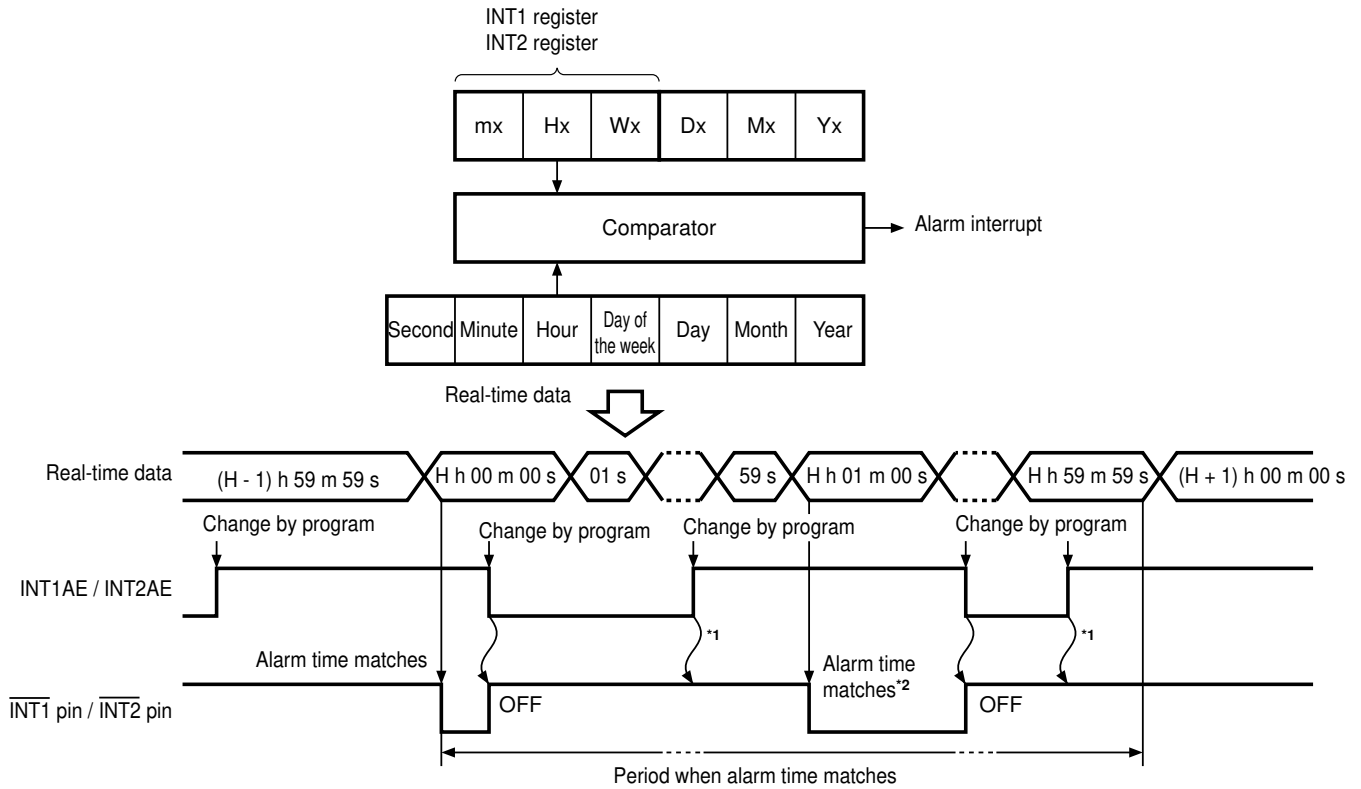 INT1 register
INT2 register
mx Hx Wx Dx Mx Yx
Comparator
Alarm interrupt
Second Minute Hour Day of the week Day Month Year
Real-time data
Real-time data
(H - 1) h 59 m 59 s H h 00 m 00 s 01 s 59 s H h 01 m 00 s H h 59 m 59 s (H + 1) h 00 m 00 s
Change by program Change by program Change by program Change by program
INT1AE / INT2AE
*1 *1
Alarm time matches
Alarm time
matches*2
INT1 pin / INT2 pin
OFF OFF
Period when alarm time matches